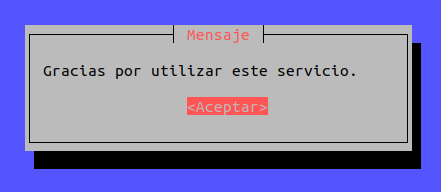 Mensaje
Gracias por utilizar este servicio.
<Aceptar>